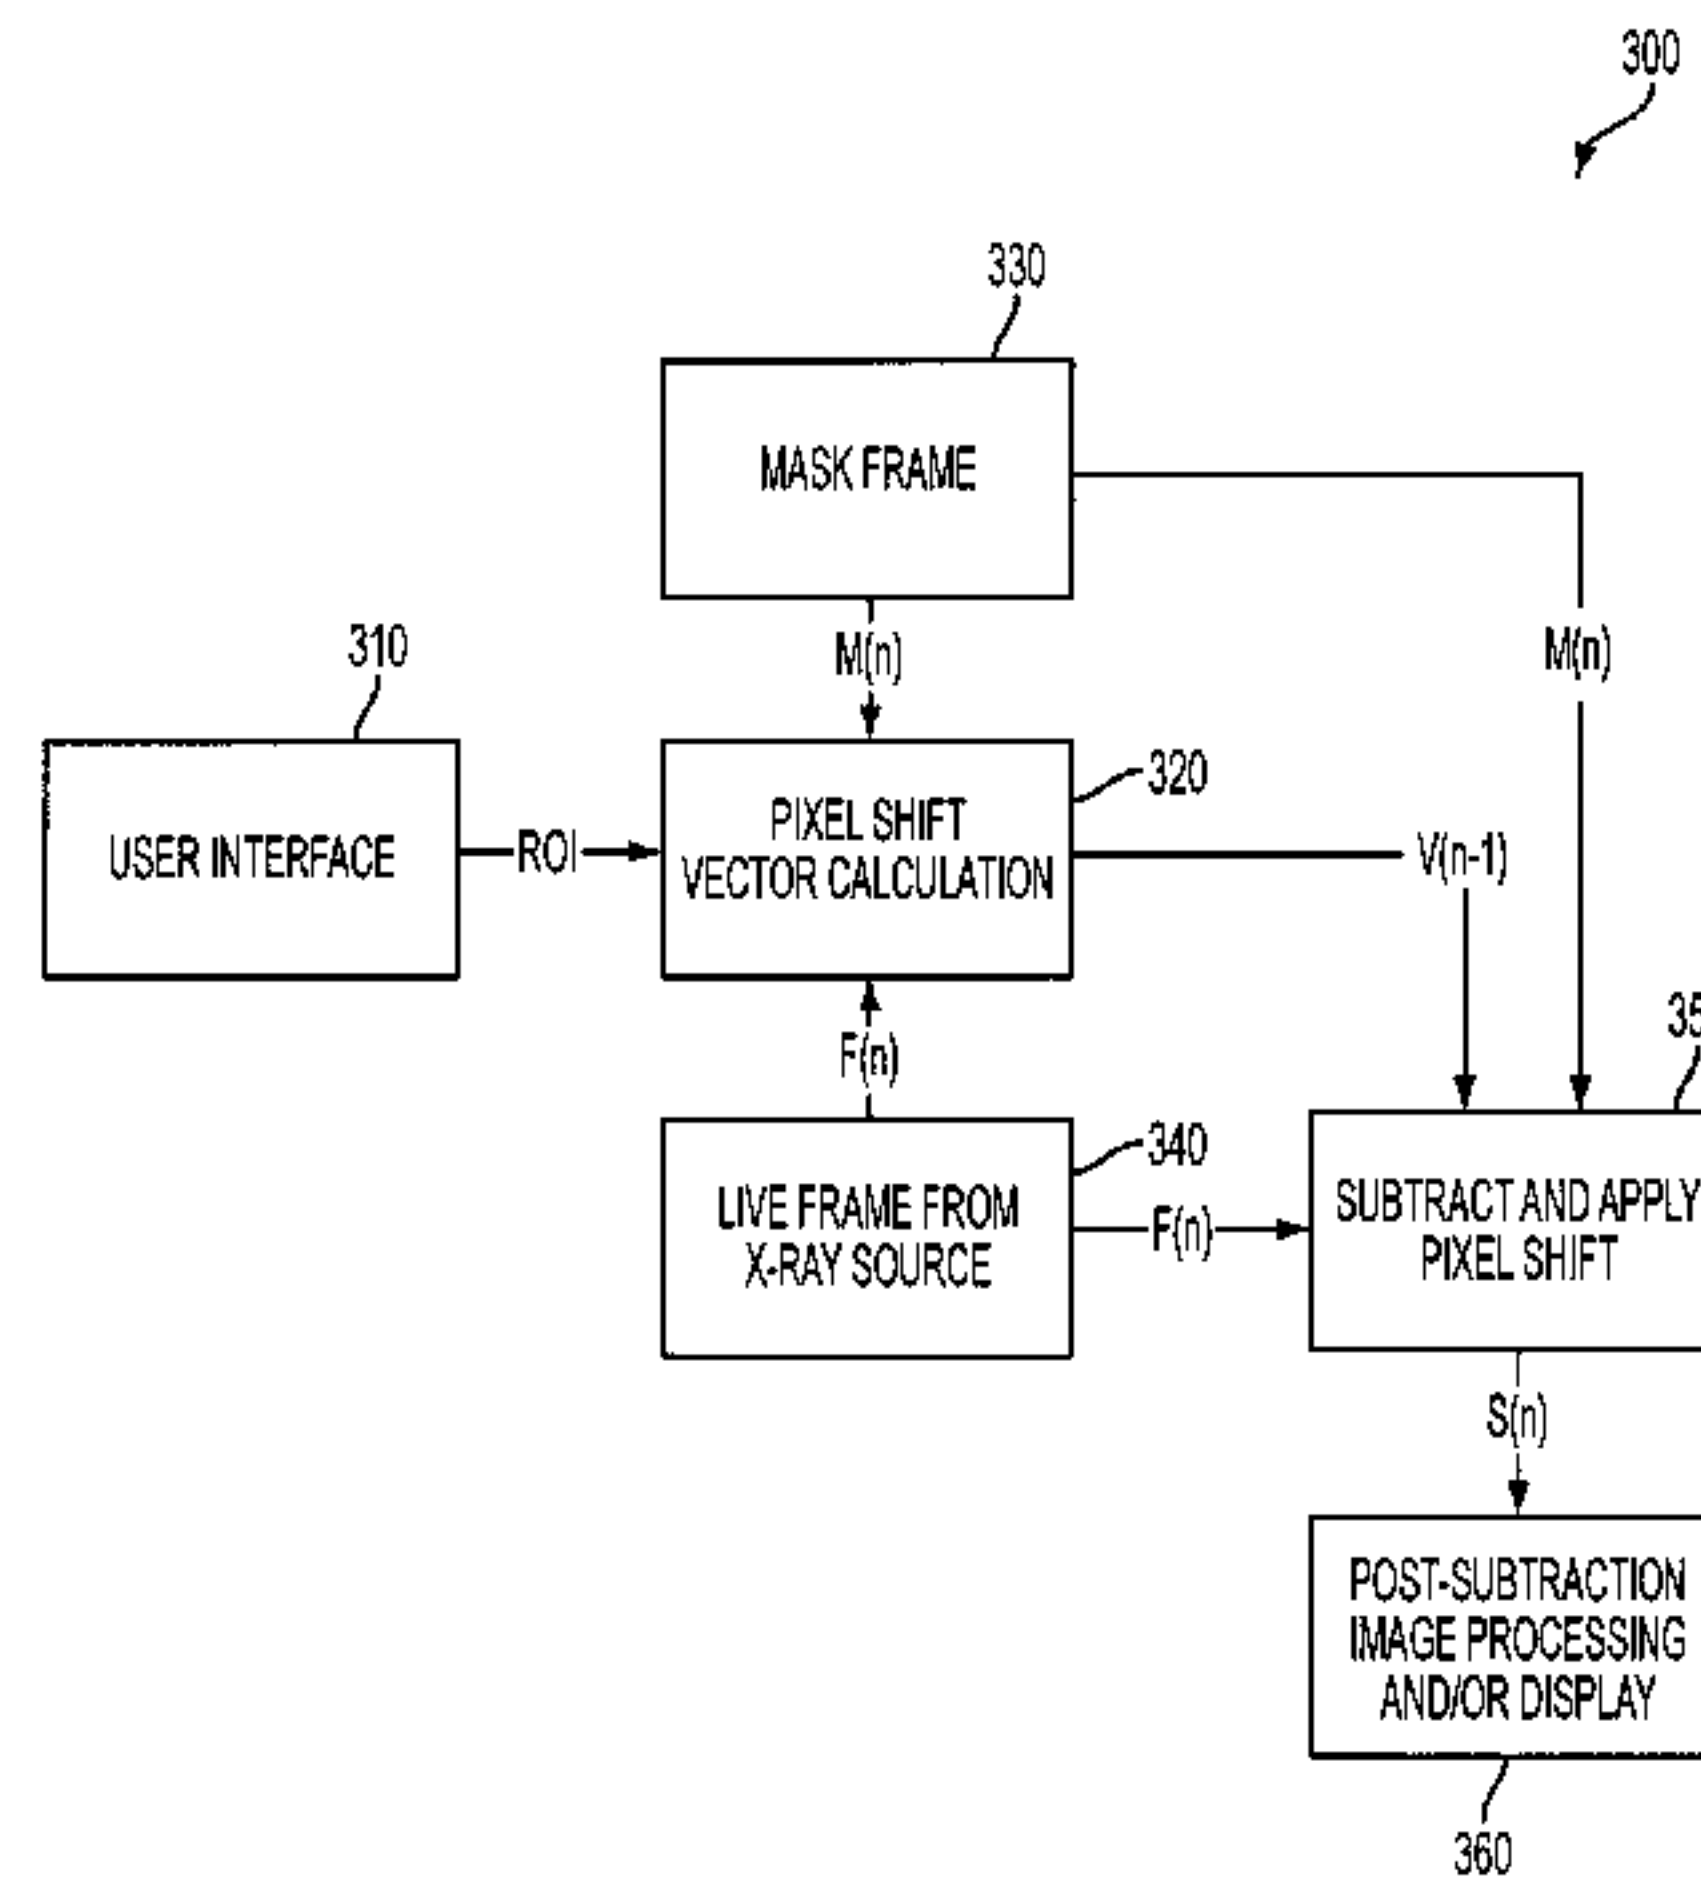 300
330
MASK FRAME
M(n)
M(n)
310
USER INTERFACE
ROI
320
PIXEL SHIFT
VECTOR CALCULATION
V(n-1)
F(n)
340
LIVE FRAME FROM
X-RAY SOURCE
F(n)
35
SUBTRACT AND APPLY
PIXEL SHIFT
S(n)
POST-SUBTRACTION
IMAGE PROCESSING
AND/OR DISPLAY
360